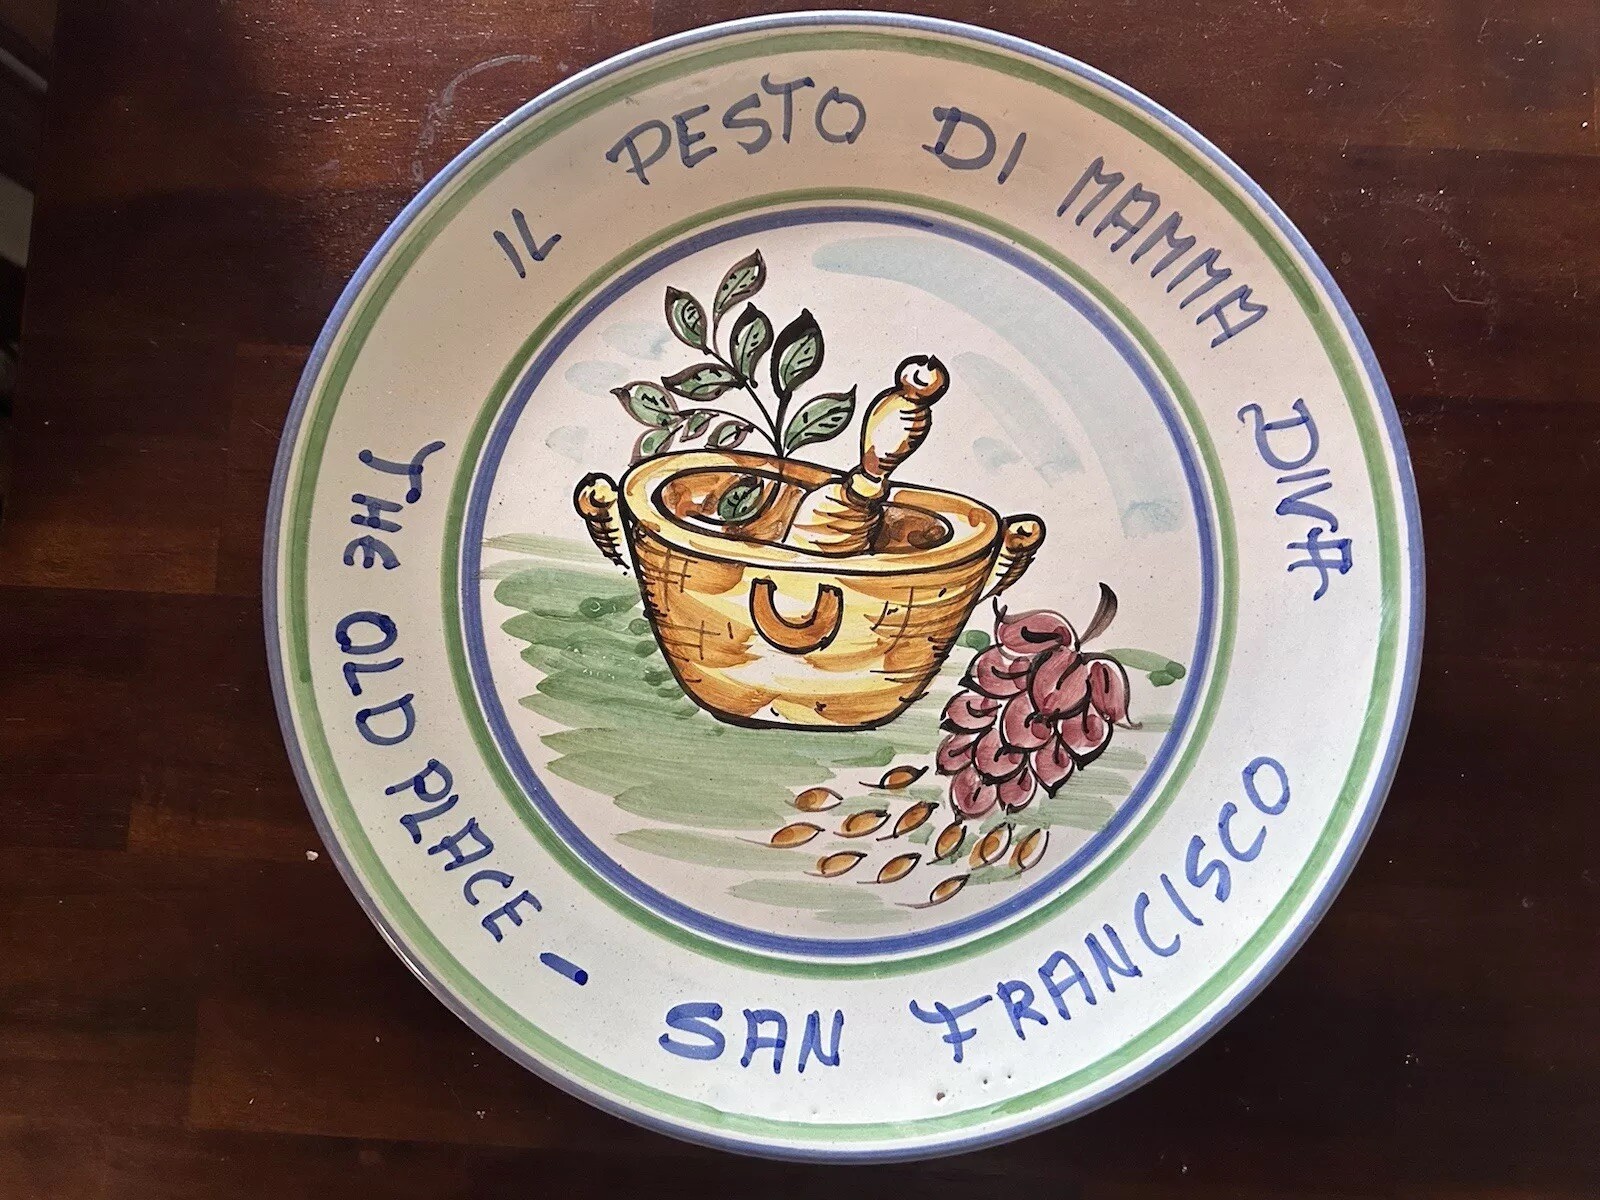 IL PESTO DI MAMMA DIVA
THE OLD PLACE - SAN FRANCISCO